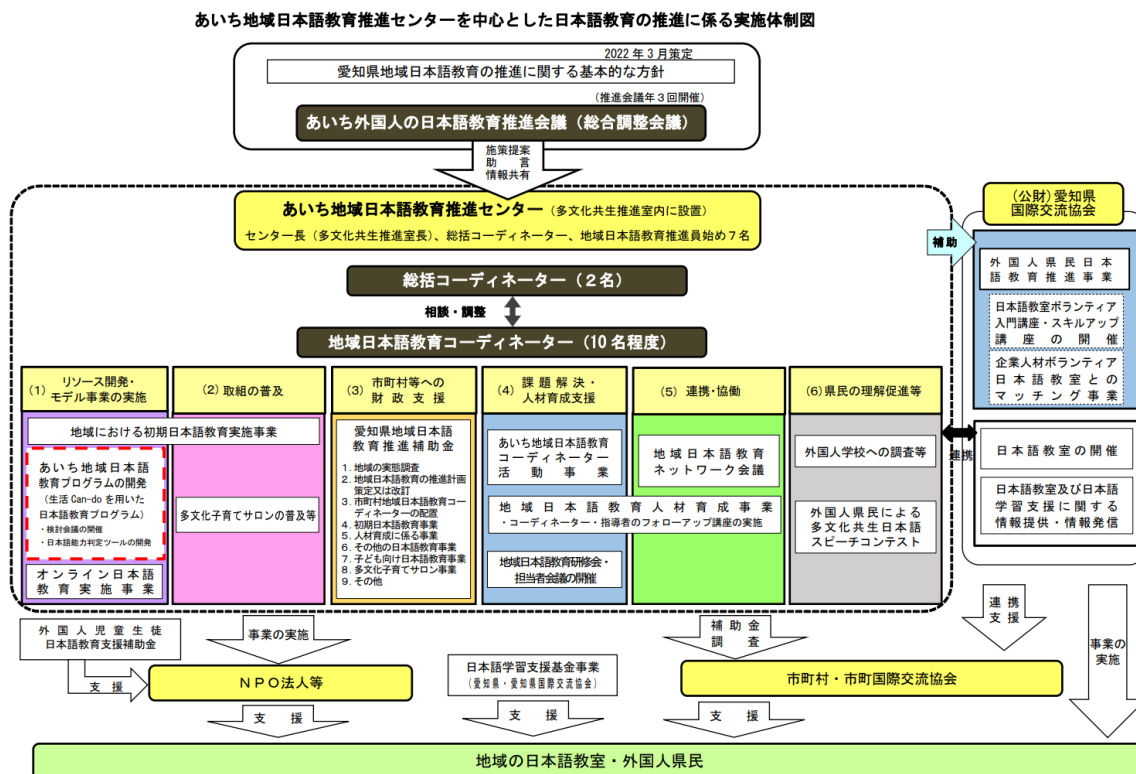 あいち地域日本語教育推進センターを中心とした日本語教育の推進に係る実施体制図
2022年3月策定
愛知県地域日本語教育の推進に関する基本的な方針
(推進会議年3回開催)
あいち外国人の日本語教育推進会議(総合調整会議)
施策提案
助言
情報共有
あいち地域日本語教育推進センター(多文化共生推進室内に設置)
センター長(多文化共生推進室長)、総括コーディネーター、地域日本語教育推進員始め7名
総括コーディネーター(2名)
相談・調整
地域日本語教育コーディネーター(10名程度)
(1) リソース開発・
モデル事業の実施
(2) 取組の普及
(3) 市町村等への
財政支援
(4) 課題解決・
人材育成支援
(5) 連携・協働
(6)県民の理解促進等
地域における初期日本語教育実施事業
あいち地域日本語
教育プログラムの開発
(生活Can-doを用いた
日本語教育プログラム)
・検討会議の開催
・日本語能力判定ツールの開発
オンライン日本語
教育実施事業
多文化子育てサロンの普及等
愛知県地域日本語
教育推進補助金
1. 地域の実態調査
2. 地域日本語教育の推進計画
策定又は改訂
3. 市町村地域日本語教育コー
ディネーターの配置
4. 初期日本語教育事業
5. 人材育成に係る事業
6. その他の日本語教育事業
7. 子ども向け日本語教育事業
8. 多文化子育てサロン事業
9. その他
あいち地域日本語教育
コーディネーター
活動事業
地域日本語教育
ネットワーク会議
地域日本語教育人材育成事業
・コーディネーター・指導者のフォローアップ講座の実施
地域日本語教育研修会・
担当者会議の開催
外国人学校への調査等
外国人県民による
多文化共生日本語
スピーチコンテスト
補助
連携
(公財)愛知県
国際交流協会
外国人県民日本
語教育推進事業
日本語教室ボランティア
入門講座・スキルアップ
講座の開催
企業人材ボランティア
日本語教室との
マッチング事業
日本語教室の開催
日本語教室及び日本語
学習支援に関する
情報提供・情報発信
外国人児童生徒
日本語教育支援補助金
支援
事業の実施
NPO法人等
支援
日本語学習支援基金事業
(愛知県・愛知県国際交流協会)
支援
補助金
調査
連携
支援
市町村・市町国際交流協会
支援
事業の
実施
地域の日本語教室・外国人県民